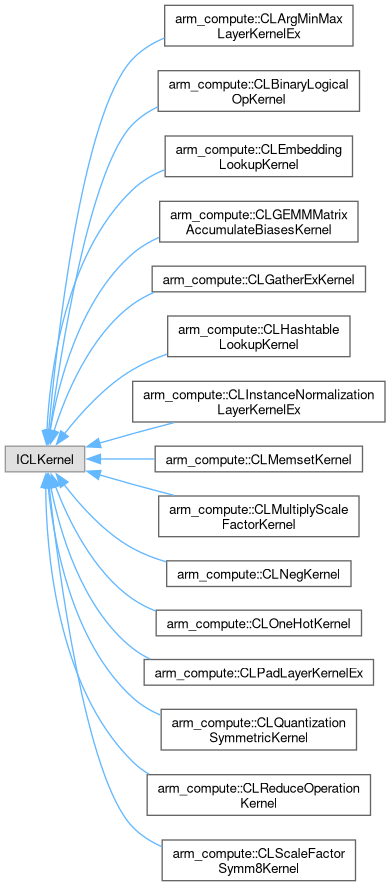 arm_compute::CLArgMinMax
LayerKernelEx
arm_compute::CLBinaryLogical
OpKernel
arm_compute::CLEmbedding
LookupKernel
arm_compute::CLGEMMMatrix
AccumulateBiasesKernel
arm_compute::CLGatherExKernel
arm_compute::CLHashtable
LookupKernel
arm_compute::CLInstanceNormalization
LayerKernelEx
ICLKernel
arm_compute::CLMemsetKernel
arm_compute::CLMultiplyScale
FactorKernel
arm_compute::CLNegKernel
arm_compute::CLOneHotKernel
arm_compute::CLPadLayerKernelEx
arm_compute::CLQuantization
SymmetricKernel
arm_compute::CLReduceOperation
Kernel
arm_compute::CLScaleFactor
Symm8Kernel